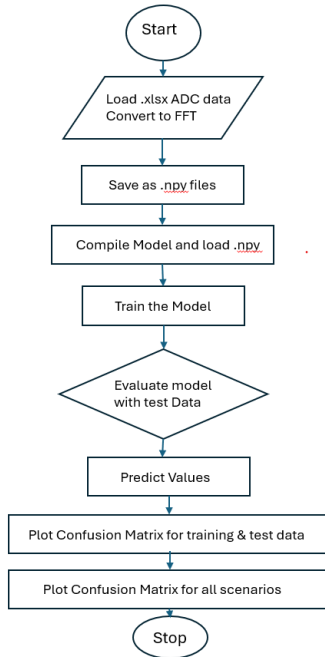 Start
Load .xlsx ADC data
Convert to FFT
Save as .npy files
Compile Model and load .npy
Train the Model
Evaluate model
with test Data
Predict Values
Plot Confusion Matrix for training & test data
Plot Confusion Matrix for all scenarios
Stop